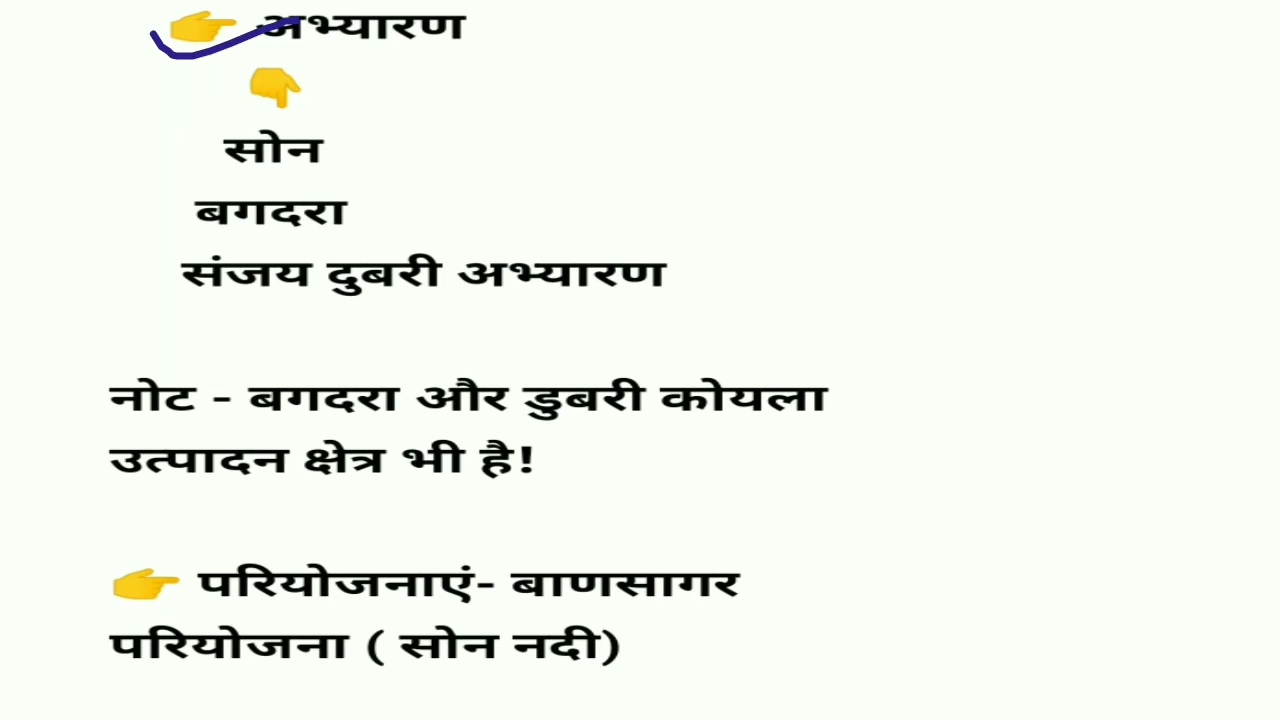 👉 अभ्यारण
👇
सोन
बगदरा
संजय दुबरी अभ्यारण
नोट - बगदरा और डुबरी कोयला
उत्पादन क्षेत्र भी है!
👉 परियोजनाएं- बाणसागर
परियोजना ( सोन नदी)